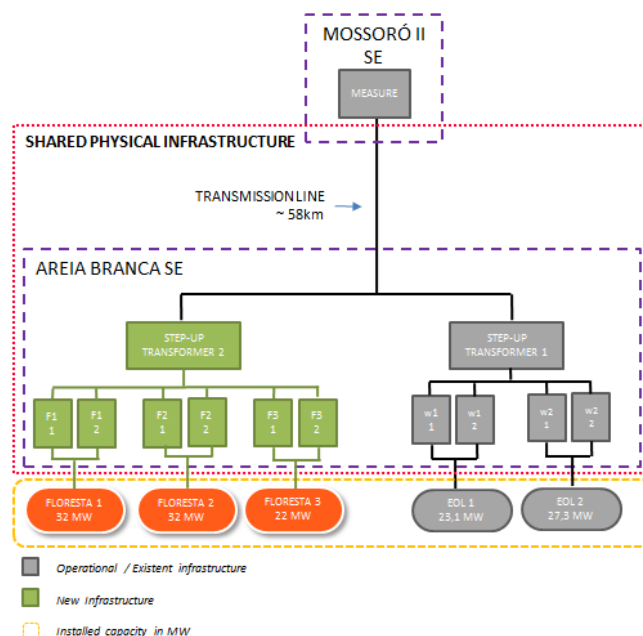 MOSSORÓ II
SE
MEASURE
SHARED PHYSICAL INFRASTRUCTURE
TRANSMISSION LINE
~ 58km
AREIA BRANCA SE
STEP-UP
TRANSFORMER 2
STEP-UP
TRANSFORMER 1
F1
1
F1
2
F2
1
F2
2
F3
1
F3
2
w1
1
w1
2
w2
1
w2
2
FLORESTA 1
32 MW
FLORESTA 2
32 MW
FLORESTA 3
22 MW
EOL 1
23,1 MW
EOL 2
27,3 MW
Operational / Existent infrastructure
New Infrastructure
Installed capacity in MW